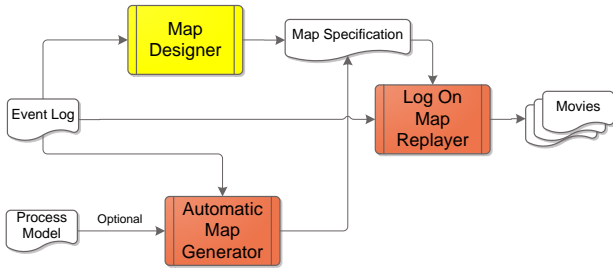 Map
Designer
Map Specification
Event Log
Log On
Map
Replayer
Movies
Process
Model
Optional
Automatic
Map
Generator